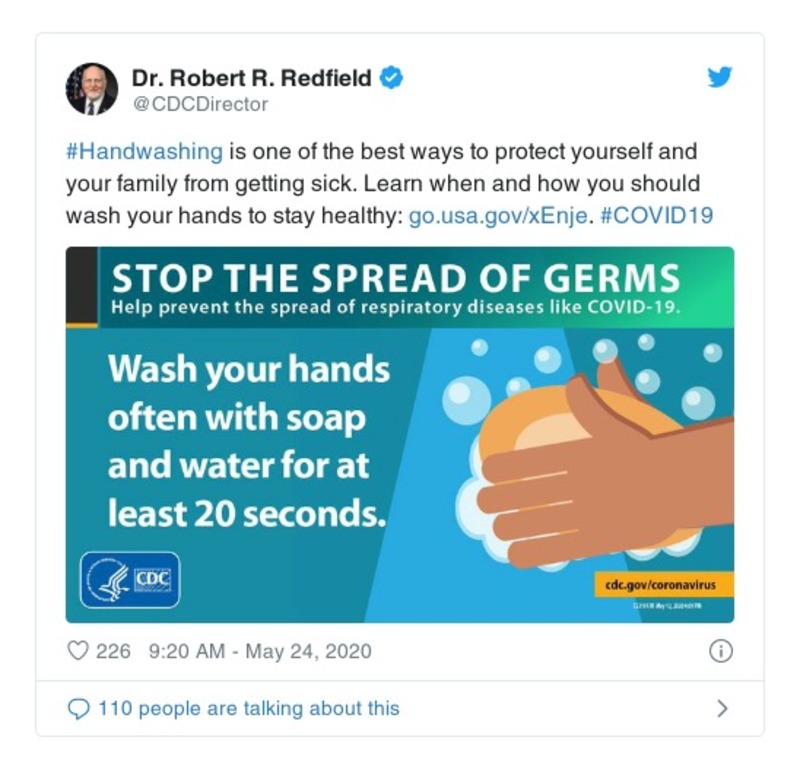 Dr. Robert R. Redfield
@CDCDirector
#Handwashing is one of the best ways to protect yourself and
your family from getting sick. Learn when and how you should
wash your hands to stay healthy: go.usa.gov/xEnje. #COVID19
STOP THE SPREAD OF GERMS
Help prevent the spread of respiratory diseases like COVID-19.
Wash your hands
often with soap
and water for at
least 20 seconds.
CDC
cdc.gov/coronavirus
226 9:20 AM - May 24, 2020
110 people are talking about this